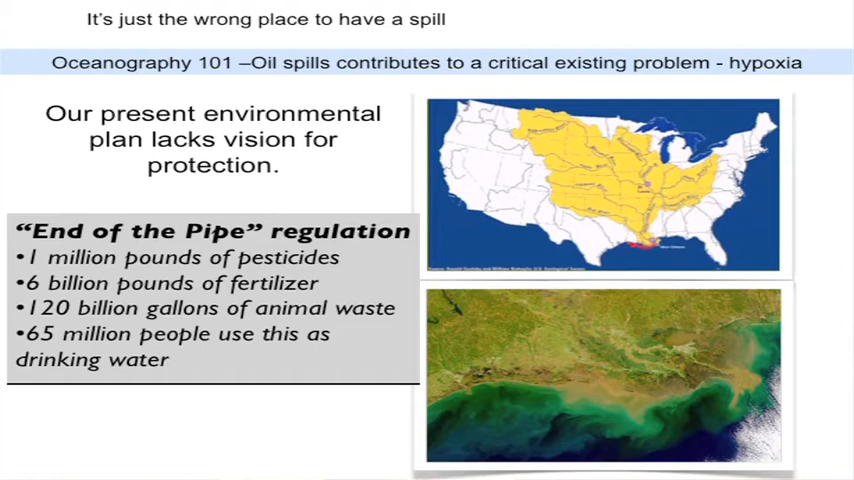 It's just the wrong place to have a spill
Oceanography 101 –Oil spills contributes to a critical existing problem - hypoxia
Our present environmental
plan lacks vision for
protection.
“End of the Pipe” regulation
•1 million pounds of pesticides
•6 billion pounds of fertilizer
•120 billion gallons of animal waste
•65 million people use this as
drinking water